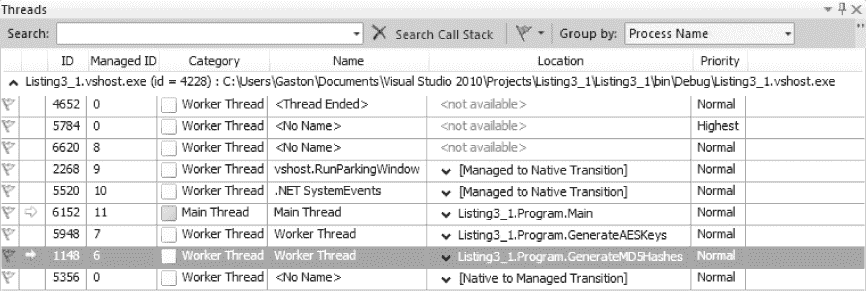 Threads
Search: Search Call Stack Group by: Process Name
ID Managed ID Category Name Location Priority
Listing3_1.vshost.exe (id = 4228) : C:\Users\Gaston\Documents\Visual Studio 2010\Projects\Listing3_1\Listing3_1\bin\Debug\Listing3_1.vshost.exe
4652 0 Worker Thread <Thread Ended> <not available> Normal
5784 0 Worker Thread <No Name> <not available> Highest
6620 8 Worker Thread <No Name> <not available> Normal
2268 9 Worker Thread vshost.RunParkingWindow [Managed to Native Transition] Normal
5520 10 Worker Thread .NET SystemEvents [Managed to Native Transition] Normal
6152 11 Main Thread Main Thread Listing3_1.Program.Main Normal
5948 7 Worker Thread Worker Thread Listing3_1.Program.GenerateAESKeys Normal
1148 6 Worker Thread Worker Thread Listing3_1.Program.GenerateMD5Hashes Normal
5356 0 Worker Thread <No Name> [Native to Managed Transition] Normal